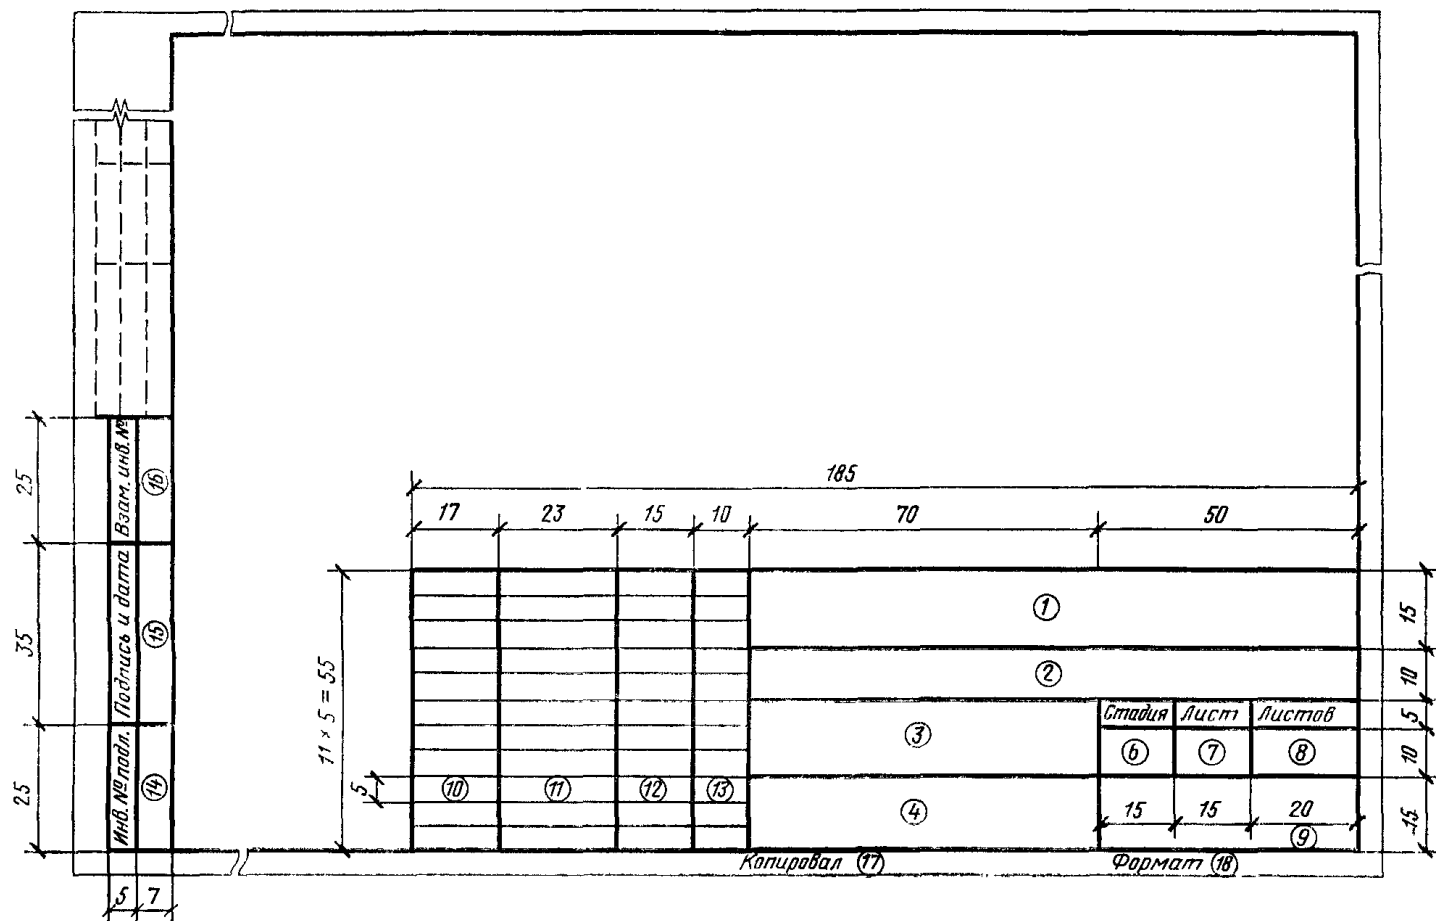 185
17 23 15 10 70 50
25
Взам. инв.№
16
35
Подпись и дата
15
25
Инв. № подл.
14
5 7
11 × 5 = 55
5
1
15
2
10
3
Стадия Лист Листов
5
6 7 8
10
10 11 12 13
4
15 15 20
15
9
Копировал 17
Формат 18